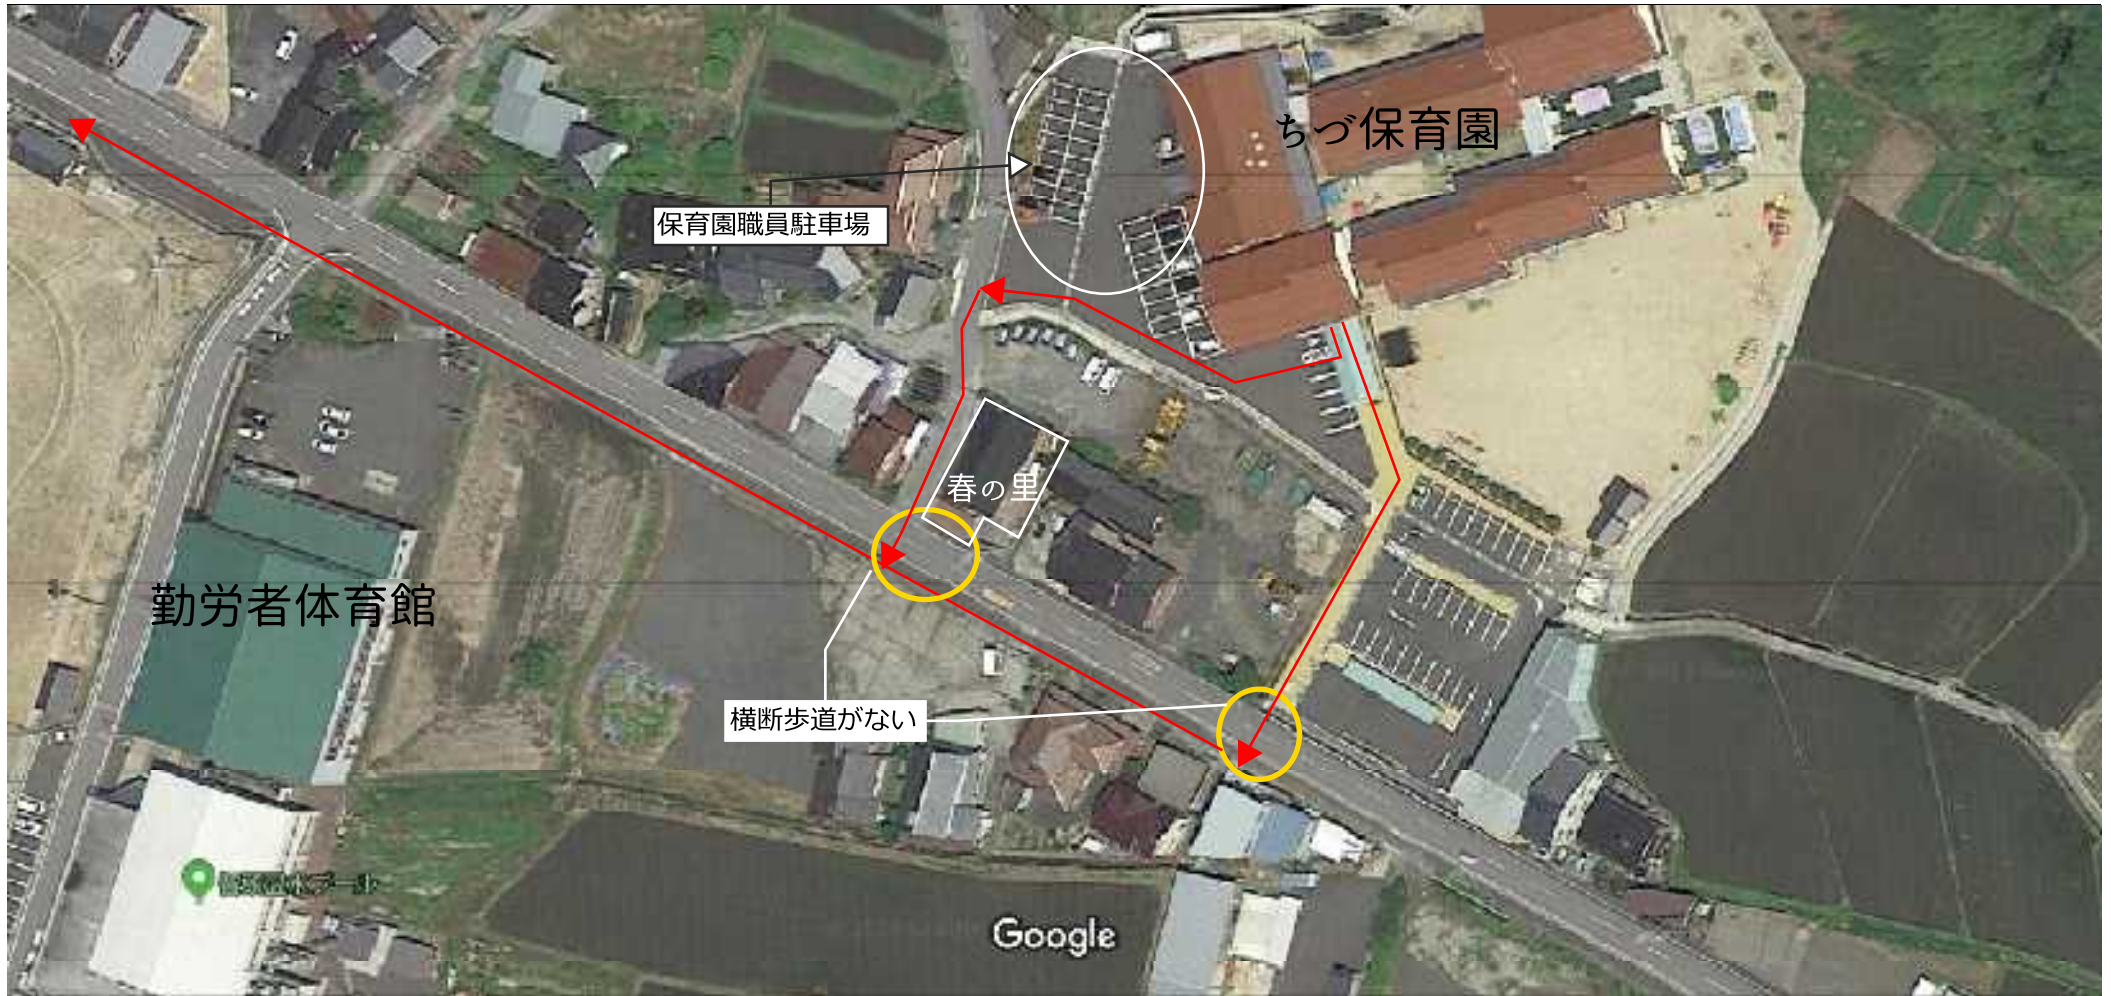 ちづ保育園
保育園職員駐車場
春の里
勤労者体育館
横断歩道がない
Google